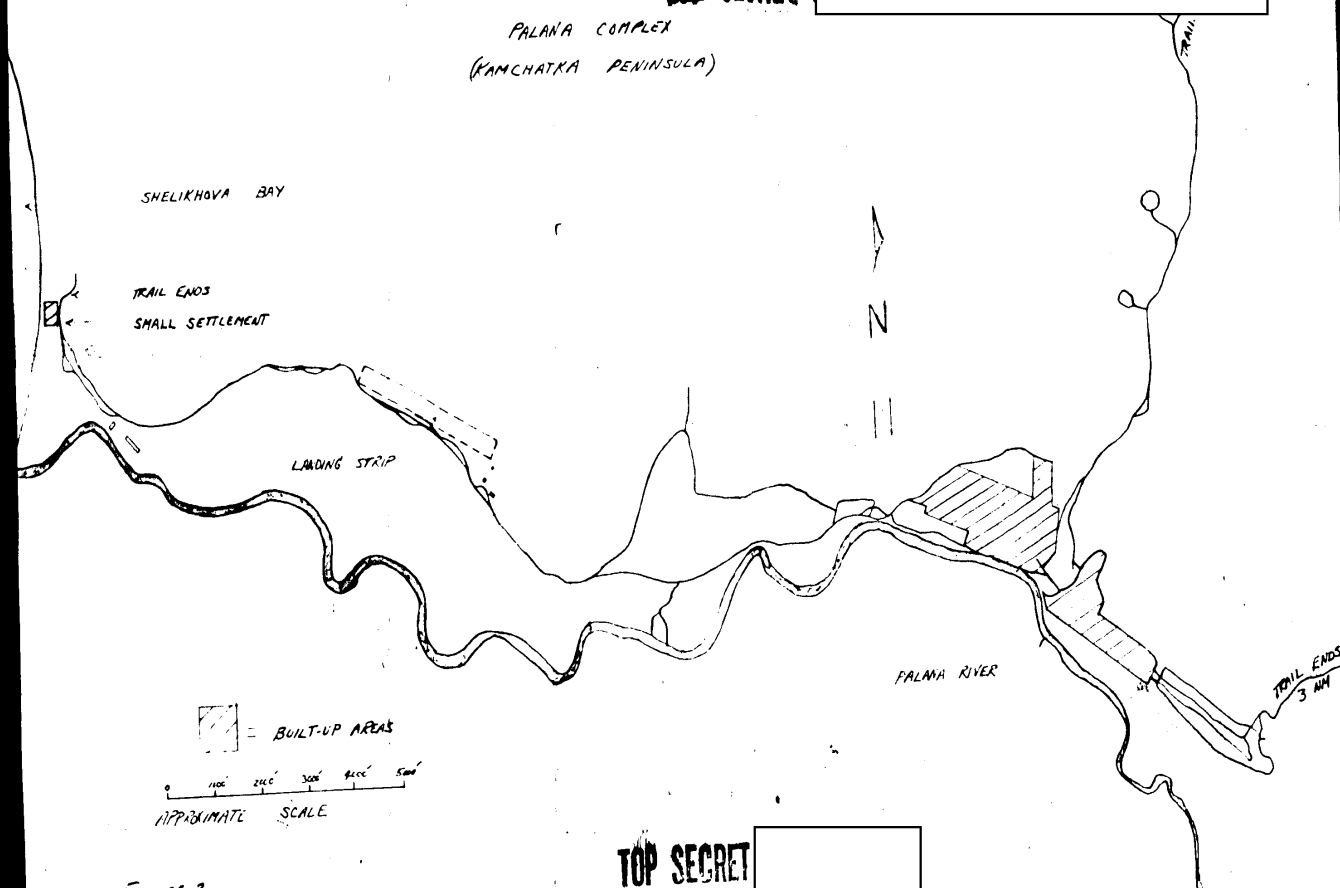 PALANA COMPLEX
(KAMCHATKA PENINSULA)
TRAIL
SHELIKHOVA BAY
TRAIL ENDS
SMALL SETTLEMENT
N
LANDING STRIP
PALANA RIVER
TRAIL ENDS
3 NM
= BUILT-UP AREAS
0 1000' 2000' 3000' 4000' 5000'
APPROXIMATE SCALE
TOP SECRET